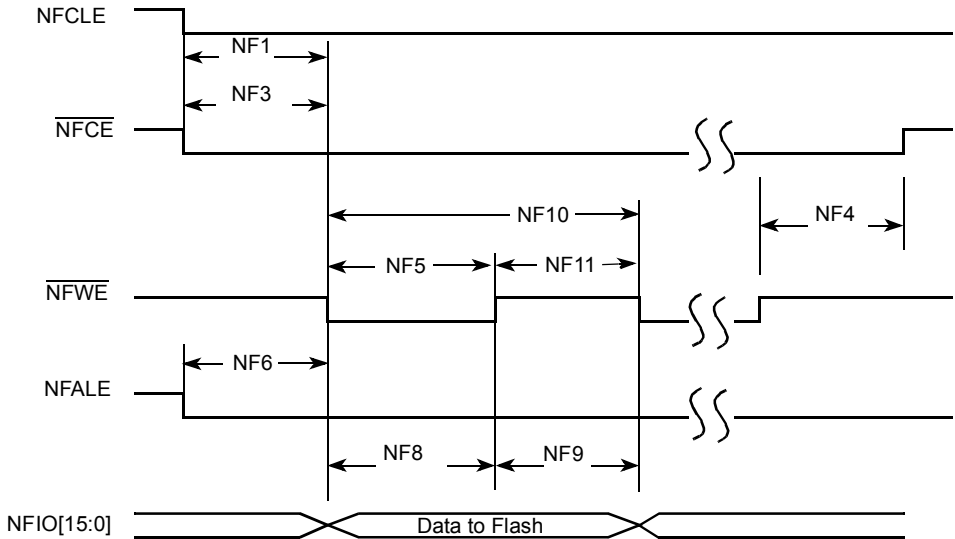 NFCLE
NF1
NF3
NFCE
NF10
NF4
NF5 NF11
NFWE
NF6
NFALE
NF8 NF9
NFIO[15:0] Data to Flash